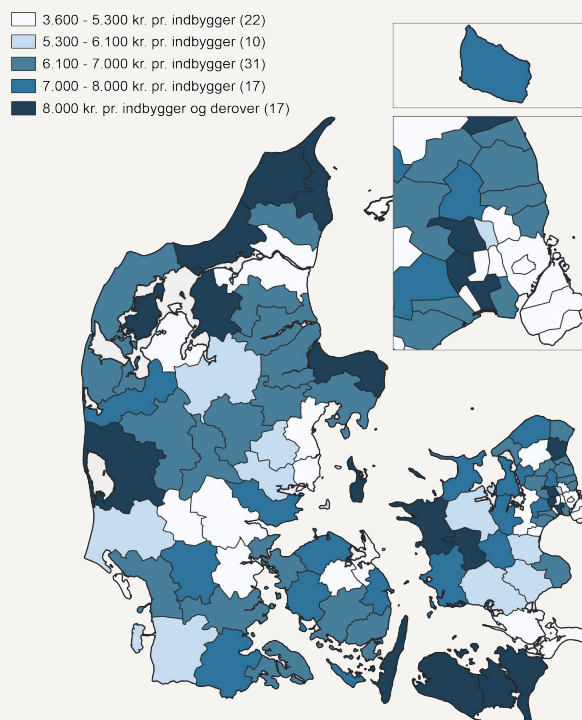 3.600 - 5.300 kr. pr. indbygger (22)
5.300 - 6.100 kr. pr. indbygger (10)
6.100 - 7.000 kr. pr. indbygger (31)
7.000 - 8.000 kr. pr. indbygger (17)
8.000 kr. pr. indbygger og derover (17)